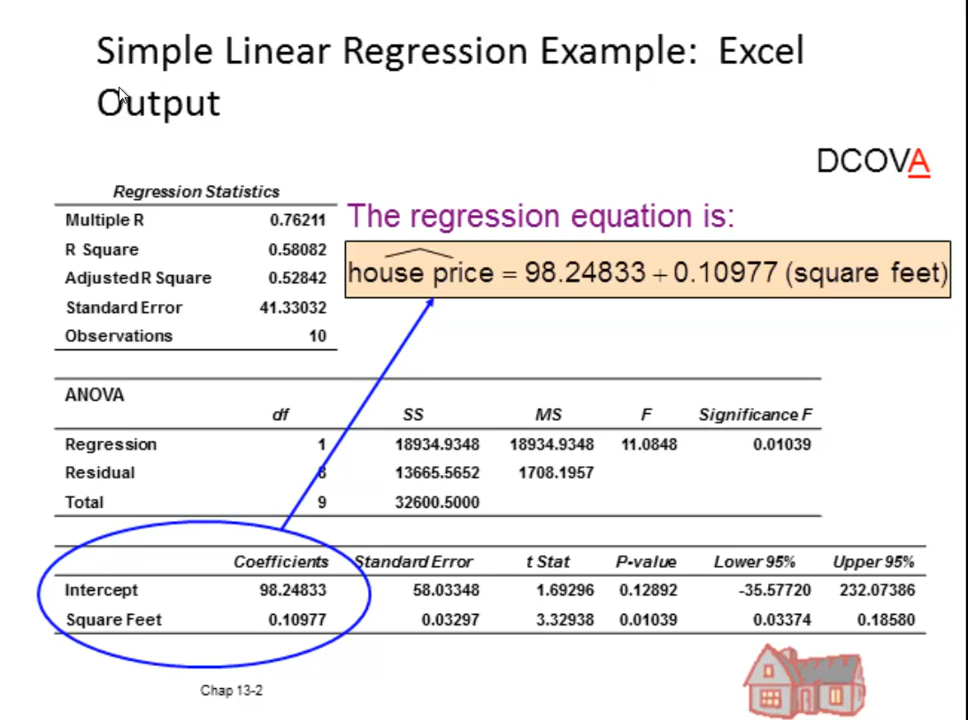 Simple Linear Regression Example: Excel
Output
DCOVA
Regression Statistics
Multiple R 0.76211
R Square 0.58082
Adjusted R Square 0.52842
Standard Error 41.33032
Observations 10
The regression equation is:
house price = 98.24833 + 0.10977 (square feet)
ANOVA
df SS MS F Significance F
Regression 1 18934.9348 18934.9348 11.0848 0.01039
Residual 8 13665.5652 1708.1957
Total 9 32600.5000
Coefficients Standard Error t Stat P-value Lower 95% Upper 95%
Intercept 98.24833 58.03348 1.69296 0.12892 -35.57720 232.07386
Square Feet 0.10977 0.03297 3.32938 0.01039 0.03374 0.18580
Chap 13-2